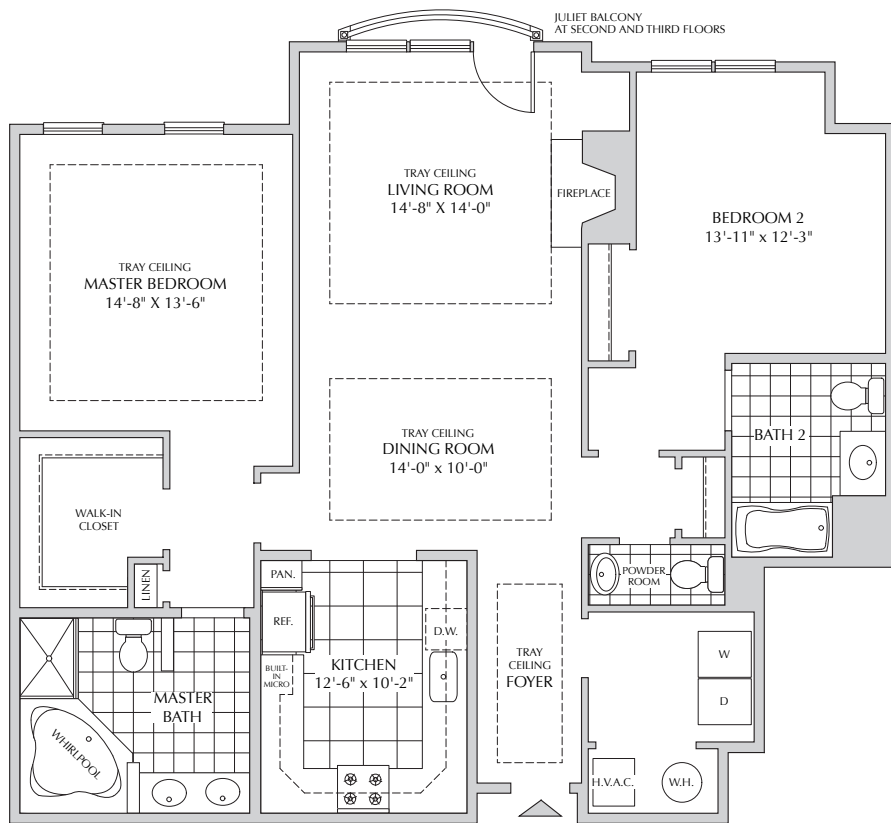 JULIET BALCONY
AT SECOND AND THIRD FLOORS
TRAY CEILING
LIVING ROOM
14'-8" X 14'-0"
FIREPLACE
BEDROOM 2
13'-11" x 12'-3"
TRAY CEILING
MASTER BEDROOM
14'-8" X 13'-6"
TRAY CEILING
DINING ROOM
14'-0" x 10'-0"
BATH 2
WALK-IN
CLOSET
LINEN
PAN.
REF.
D.W.
BUILT-
IN
MICRO
KITCHEN
12'-6" x 10'-2"
TRAY
CEILING
FOYER
POWDER
ROOM
W
D
MASTER
BATH
WHIRLPOOL
H.V.A.C.
W.H.